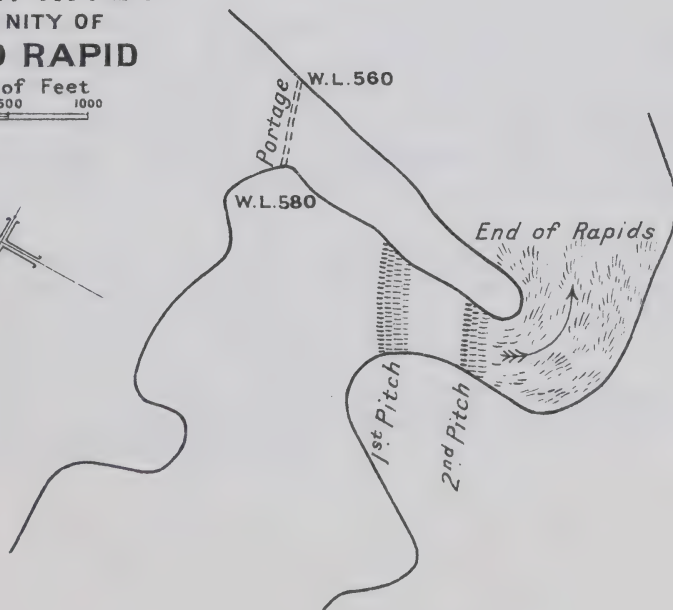 NITY OF
RAPID
of Feet
500 1000
Portage
W.L.560
W.L.580
End of Rapids
1st Pitch
2nd Pitch